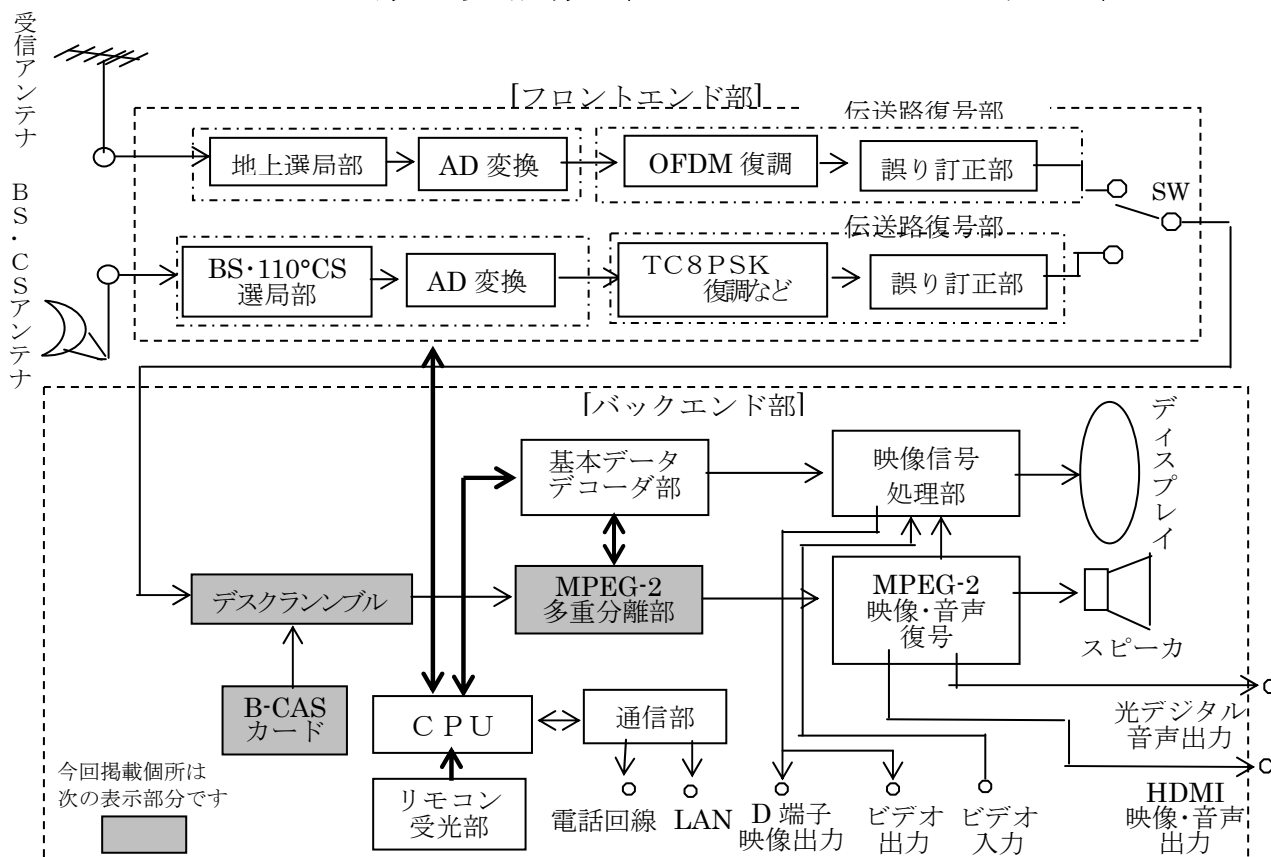 受信アンテナ
[フロントエンド部]
伝送路復号部
地上選局部
AD 変換
OFDM 復調
誤り訂正部
SW
BS・CSアンテナ
伝送路復号部
BS・110°CS
選局部
AD 変換
TC8PSK
復調など
誤り訂正部
[バックエンド部]
基本データ
デコーダ部
映像信号
処理部
ディスプレイ
デスクランンブル
MPEG-2
多重分離部
MPEG-2
映像・音声
復号
スピーカ
B-CAS
カード
CPU
通信部
光デジタル
音声出力
今回掲載個所は
次の表示部分です
リモコン
受光部
電話回線
LAN
D 端子
映像出力
ビデオ
出力
ビデオ
入力
HDMI
映像・音声
出力